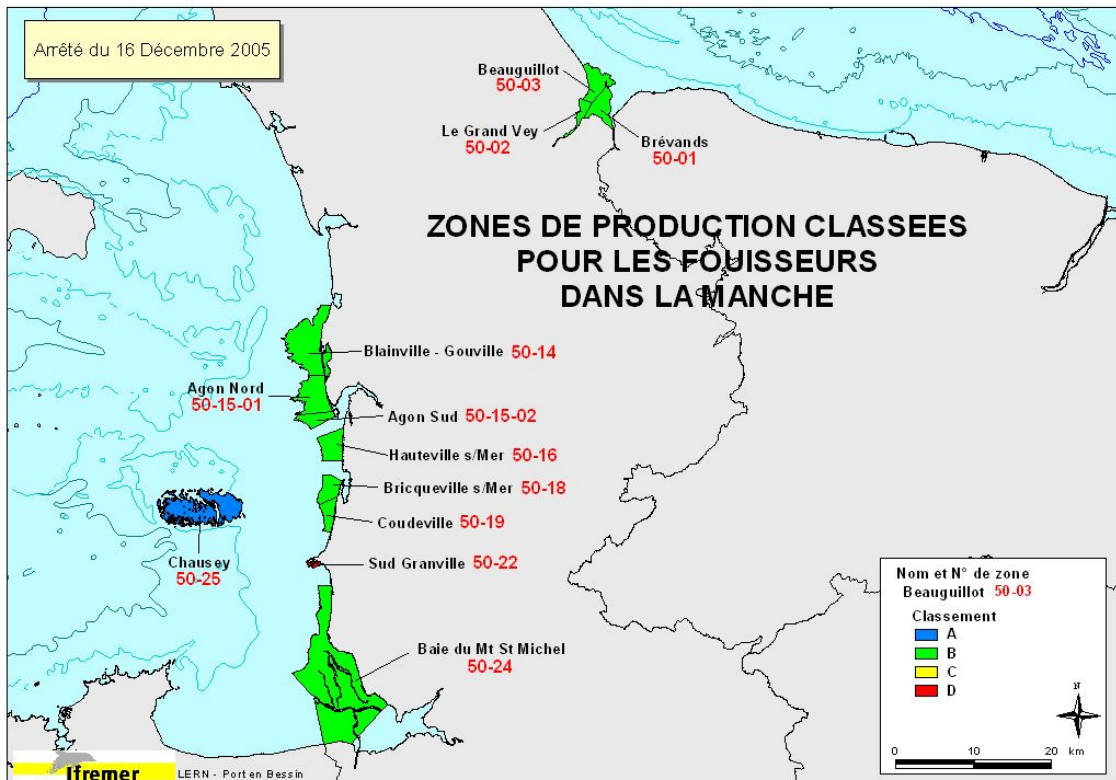 Arrêté du 16 Décembre 2005
Beauguillot
50-03
Le Grand Vey
50-02
Brévands
50-01
ZONES DE PRODUCTION CLASSEES
POUR LES FOUISSEURS
DANS LA MANCHE
Blainville - Gouville 50-14
Agon Nord
50-15-01
Agon Sud 50-15-02
Hauteville s/Mer 50-16
Bricqueville s/Mer 50-18
Coudeville 50-19
Chausey
50-25
Sud Granville 50-22
Baie du Mt St Michel
50-24
Nom et N° de zone
Beauguillot 50-03
Classement
A
B
C
D
N
0 10 20 km
Ifremer LERN - Port en Bessin